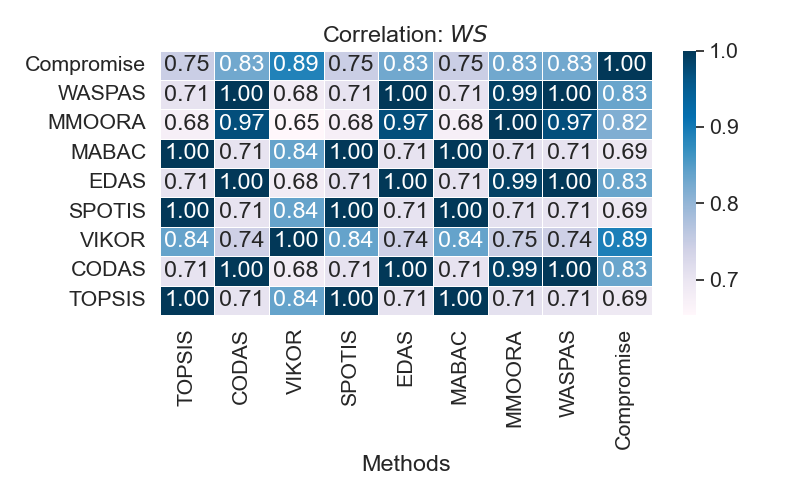 Correlation: WS
Compromise 0.75 0.83 0.89 0.75 0.83 0.75 0.83 0.83 1.00
WASPAS 0.71 1.00 0.68 0.71 1.00 0.71 0.99 1.00 0.83
MMOORA 0.68 0.97 0.65 0.68 0.97 0.68 1.00 0.97 0.82
MABAC 1.00 0.71 0.84 1.00 0.71 1.00 0.71 0.71 0.69
EDAS 0.71 1.00 0.68 0.71 1.00 0.71 0.99 1.00 0.83
SPOTIS 1.00 0.71 0.84 1.00 0.71 1.00 0.71 0.71 0.69
VIKOR 0.84 0.74 1.00 0.84 0.74 0.84 0.75 0.74 0.89
CODAS 0.71 1.00 0.68 0.71 1.00 0.71 0.99 1.00 0.83
TOPSIS 1.00 0.71 0.84 1.00 0.71 1.00 0.71 0.71 0.69
TOPSIS CODAS VIKOR SPOTIS EDAS MABAC MMOORA WASPAS Compromise
Methods
1.0
0.9
0.8
0.7